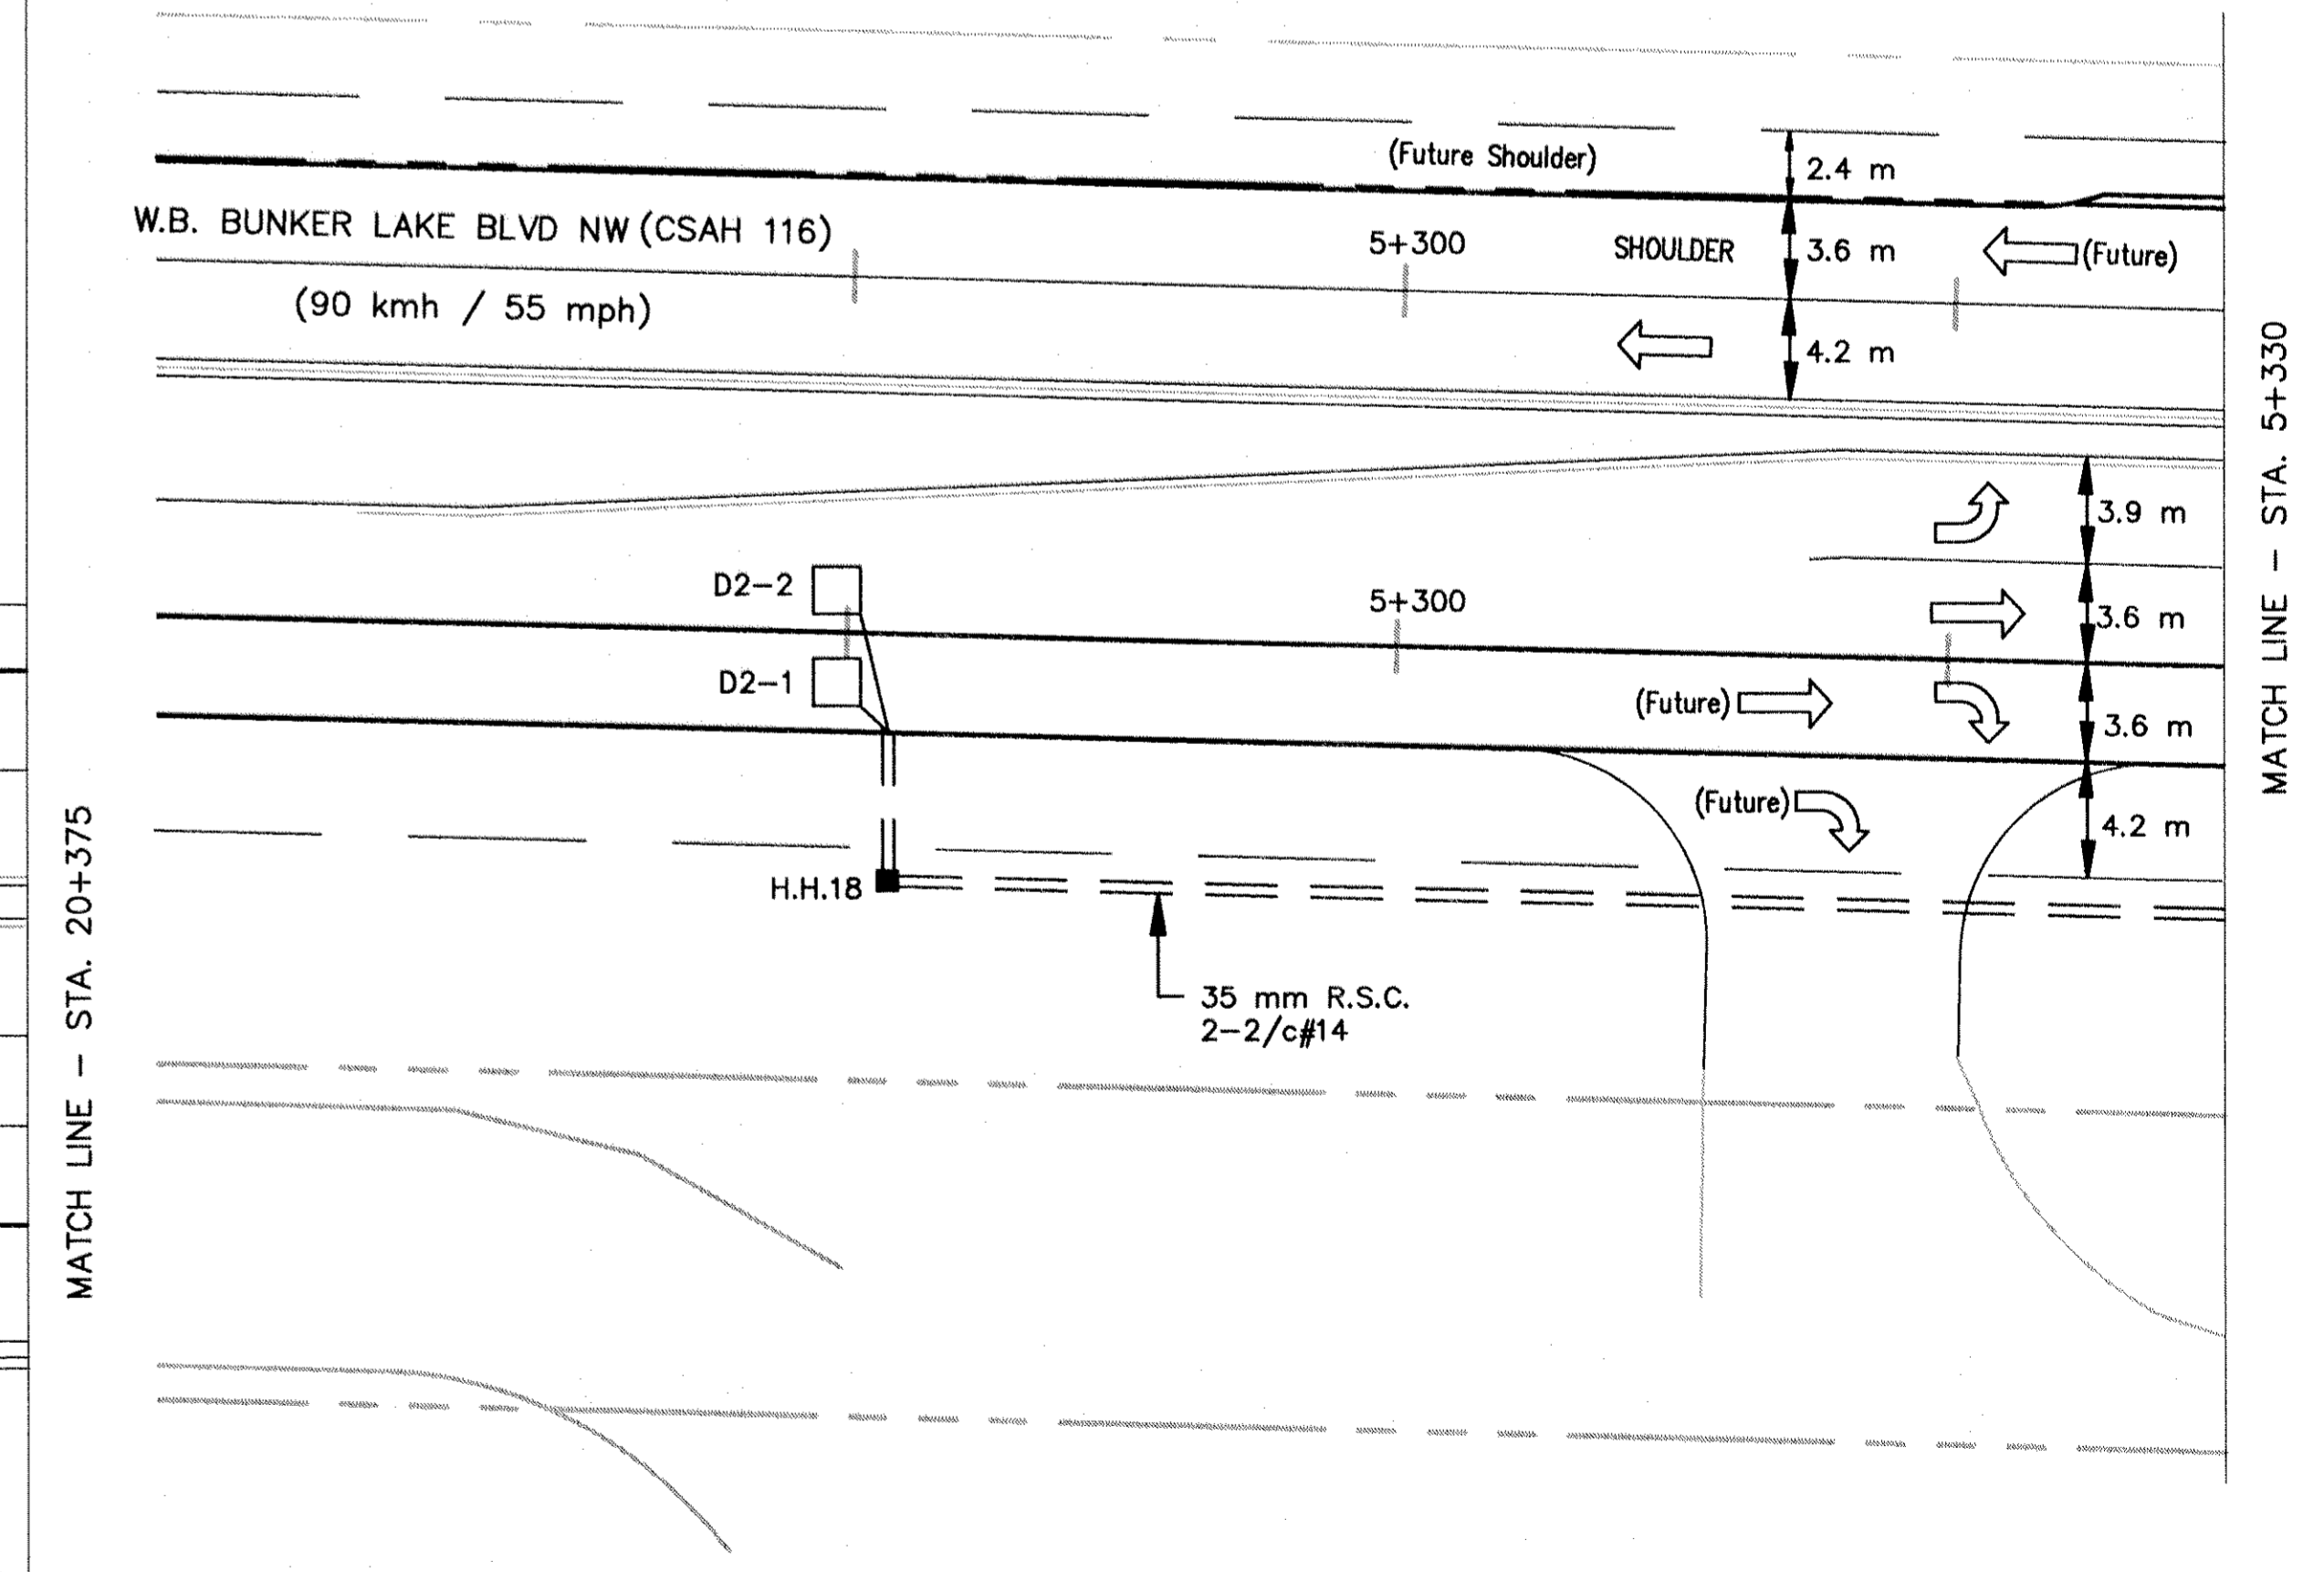 (Future Shoulder)
2.4 m
W.B. BUNKER LAKE BLVD NW (CSAH 116)
5+300
SHOULDER
3.6 m
(Future)
(90 kmh / 55 mph)
4.2 m
MATCH LINE - STA. 5+330
3.9 m
D2-2
5+300
3.6 m
D2-1
(Future)
3.6 m
(Future)
4.2 m
H.H.18
MATCH LINE - STA. 20+375
35 mm R.S.C.
2-2/c#14